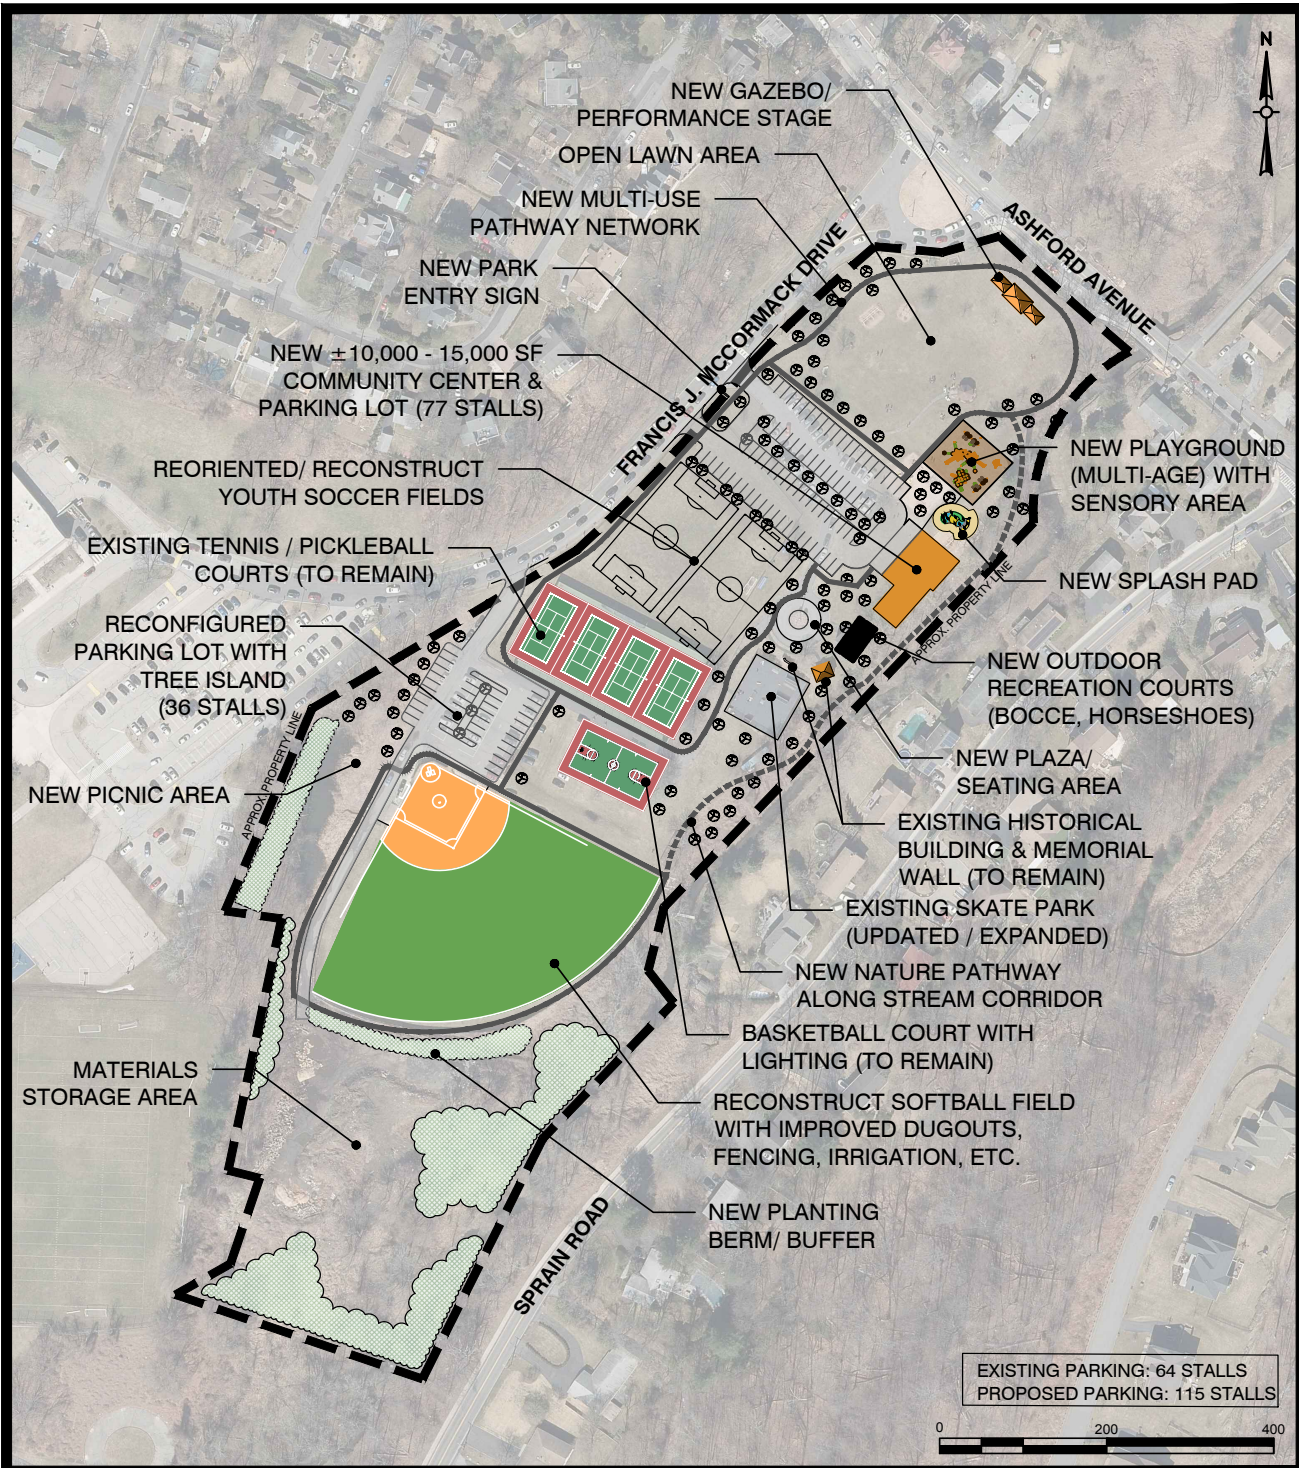 N
NEW GAZEBO/
PERFORMANCE STAGE
OPEN LAWN AREA
NEW MULTI-USE
PATHWAY NETWORK
NEW PARK
ENTRY SIGN
NEW ±10,000 - 15,000 SF
COMMUNITY CENTER &
PARKING LOT (77 STALLS)
REORIENTED/ RECONSTRUCT
YOUTH SOCCER FIELDS
EXISTING TENNIS / PICKLEBALL
COURTS (TO REMAIN)
RECONFIGURED
PARKING LOT WITH
TREE ISLAND
(36 STALLS)
NEW PICNIC AREA
MATERIALS
STORAGE AREA
FRANCIS J. MCCORMACK DRIVE
ASHFORD AVENUE
APPROX. PROPERTY LINE
APPROX. PROPERTY LINE
SPRAIN ROAD
NEW PLAYGROUND
(MULTI-AGE) WITH
SENSORY AREA
NEW SPLASH PAD
NEW OUTDOOR
RECREATION COURTS
(BOCCE, HORSESHOES)
NEW PLAZA/
SEATING AREA
EXISTING HISTORICAL
BUILDING & MEMORIAL
WALL (TO REMAIN)
EXISTING SKATE PARK
(UPDATED / EXPANDED)
NEW NATURE PATHWAY
ALONG STREAM CORRIDOR
BASKETBALL COURT WITH
LIGHTING (TO REMAIN)
RECONSTRUCT SOFTBALL FIELD
WITH IMPROVED DUGOUTS,
FENCING, IRRIGATION, ETC.
NEW PLANTING
BERM/ BUFFER
EXISTING PARKING: 64 STALLS
PROPOSED PARKING: 115 STALLS
0 200 400